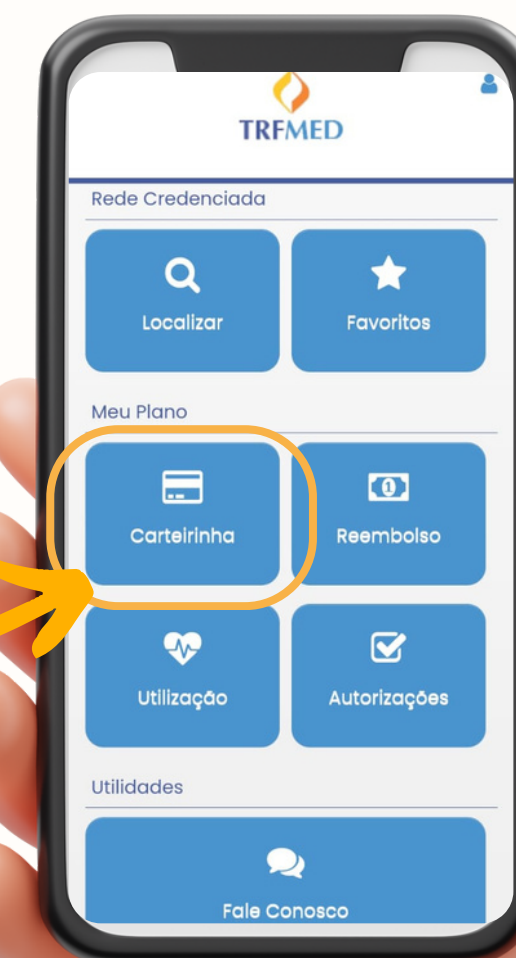 TRFMED
Rede Credenciada
Localizar
Favoritos
Meu Plano
Carteirinha
Reembolso
Utilização
Autorizações
Utilidades
Fale Conosco